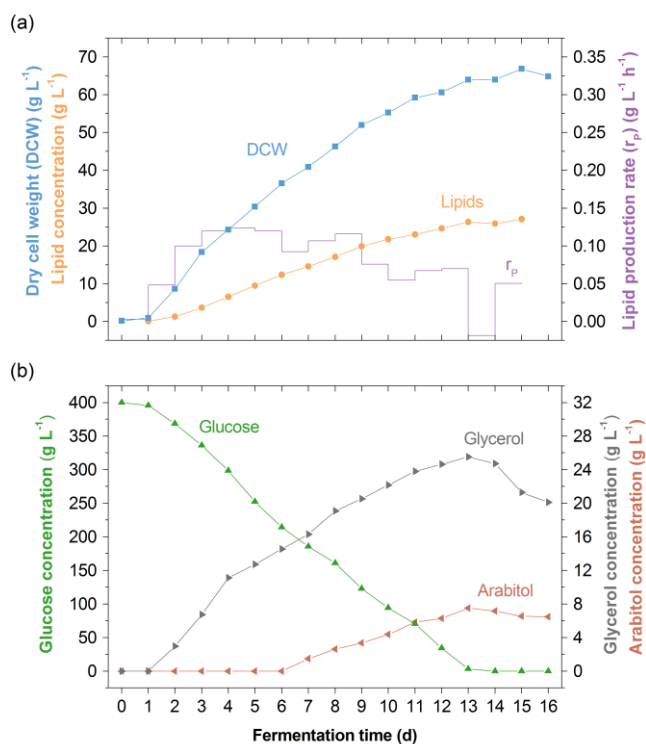 (a)
Dry cell weight (DCW) (g L⁻¹)
Lipid concentration (g L⁻¹)
70
60
50
40
30
20
10
0
DCW
Lipids
rₚ
0.35
0.30
0.25
0.20
0.15
0.10
0.05
0.00
Lipid production rate (rₚ) (g L⁻¹ h⁻¹)
(b)
Glucose concentration (g L⁻¹)
400
350
300
250
200
150
100
50
0
Glucose
Glycerol
Arabitol
32
28
24
20
16
12
8
4
0
Glycerol concentration (g L⁻¹)
Arabitol concentration (g L⁻¹)
0 1 2 3 4 5 6 7 8 9 10 11 12 13 14 15 16
Fermentation time (d)